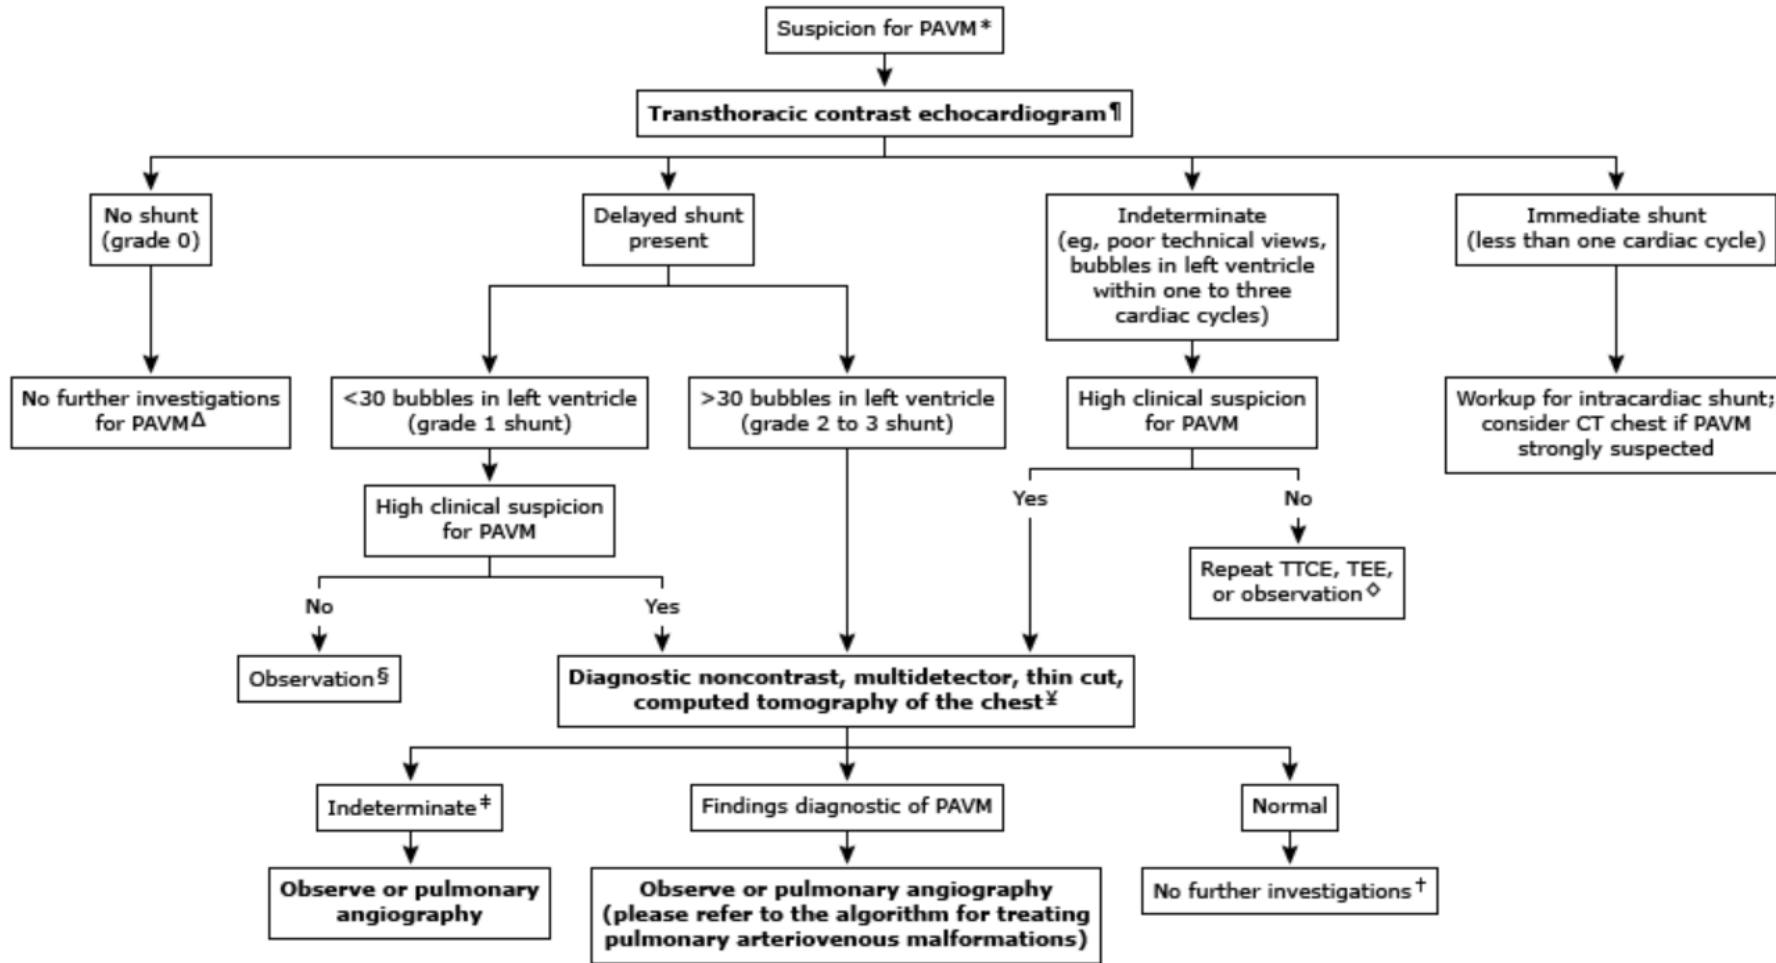 Suspicion for PAVM*
Transthoracic contrast echocardiogram¶
No shunt
(grade 0)
Delayed shunt
present
Indeterminate
(eg, poor technical views,
bubbles in left ventricle
within one to three
cardiac cycles)
Immediate shunt
(less than one cardiac cycle)
No further investigations
for PAVMΔ
<30 bubbles in left ventricle
(grade 1 shunt)
>30 bubbles in left ventricle
(grade 2 to 3 shunt)
High clinical suspicion
for PAVM
Workup for intracardiac shunt;
consider CT chest if PAVM
strongly suspected
High clinical suspicion
for PAVM
Yes
No
Repeat TTCE, TEE,
or observation◇
No
Yes
Observation§
Diagnostic noncontrast, multidetector, thin cut,
computed tomography of the chest¥
Indeterminate‡
Findings diagnostic of PAVM
Normal
Observe or pulmonary
angiography
Observe or pulmonary angiography
(please refer to the algorithm for treating
pulmonary arteriovenous malformations)
No further investigations†